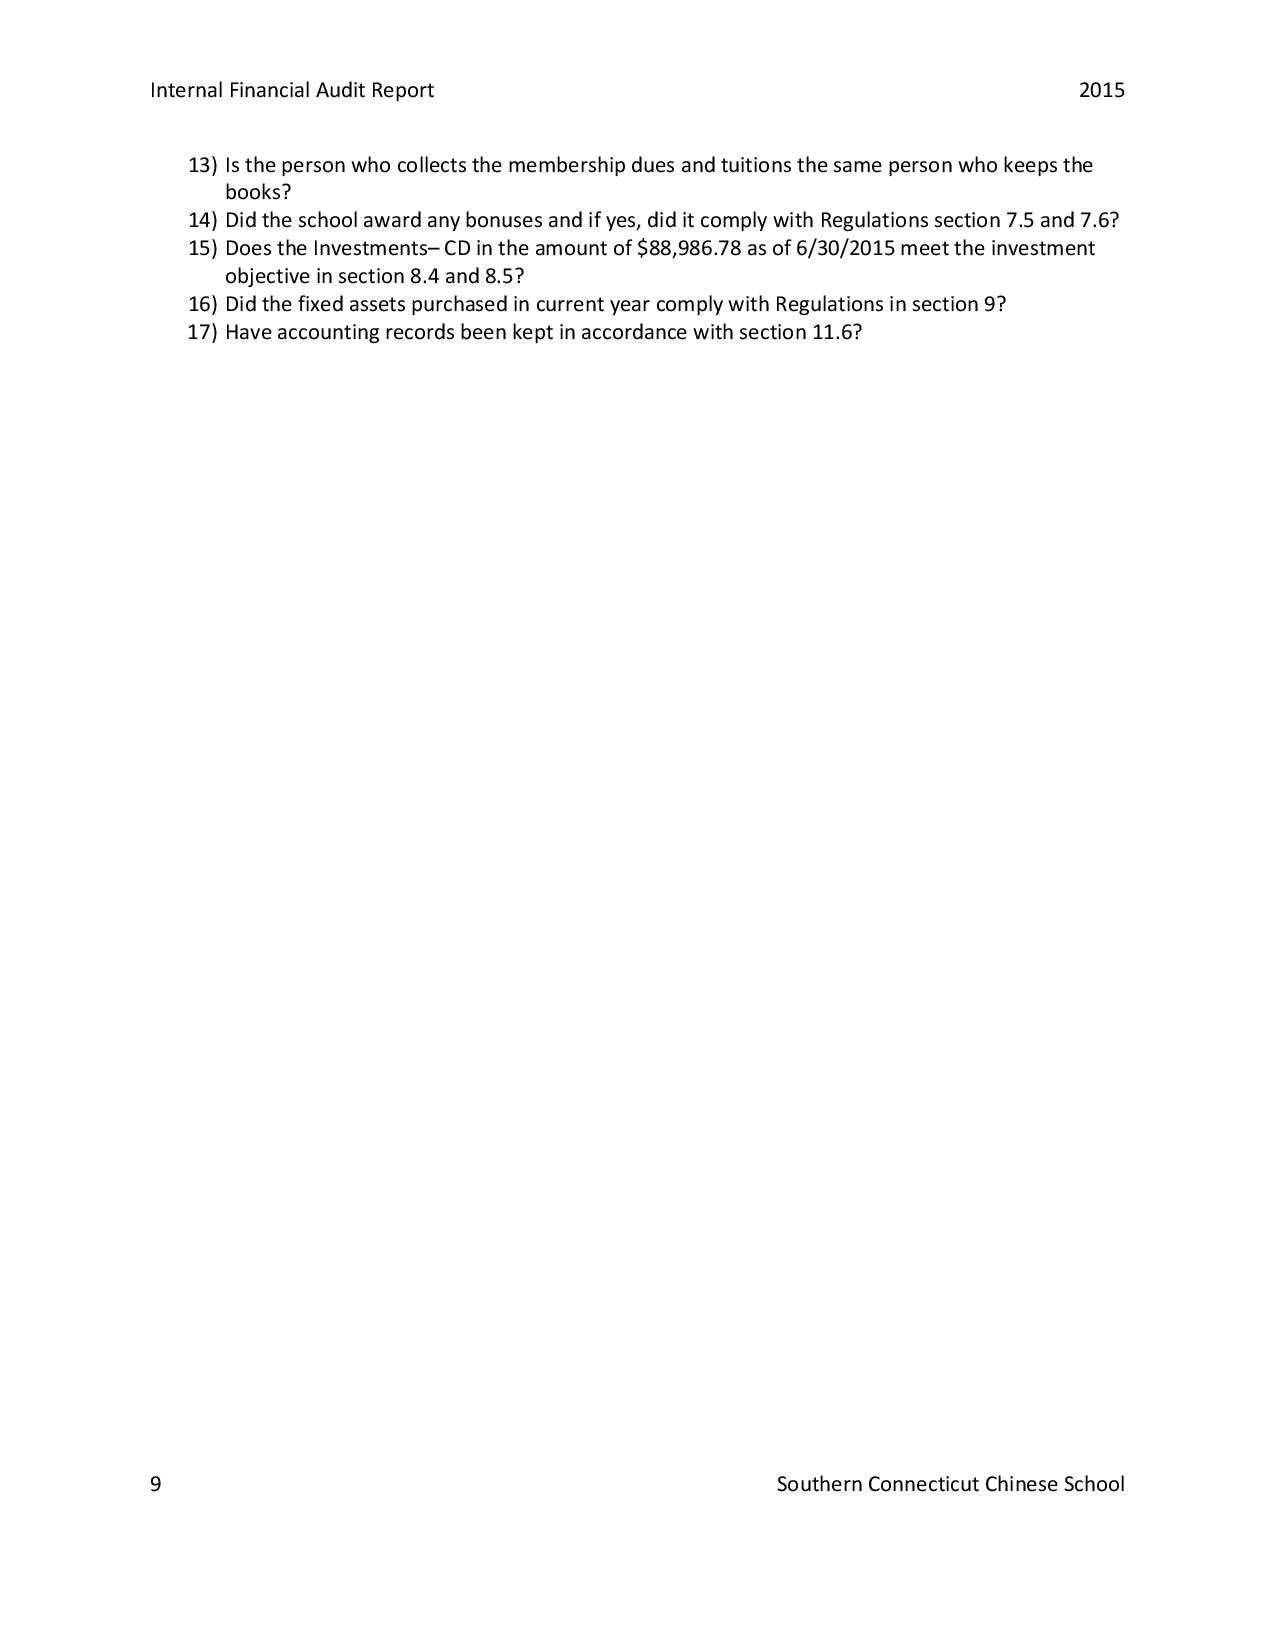 Internal Financial Audit Report 2015
13) Is the person who collects the membership dues and tuitions the same person who keeps the
books?
14) Did the school award any bonuses and if yes, did it comply with Regulations section 7.5 and 7.6?
15) Does the Investments– CD in the amount of $88,986.78 as of 6/30/2015 meet the investment
objective in section 8.4 and 8.5?
16) Did the fixed assets purchased in current year comply with Regulations in section 9?
17) Have accounting records been kept in accordance with section 11.6?
9 Southern Connecticut Chinese School